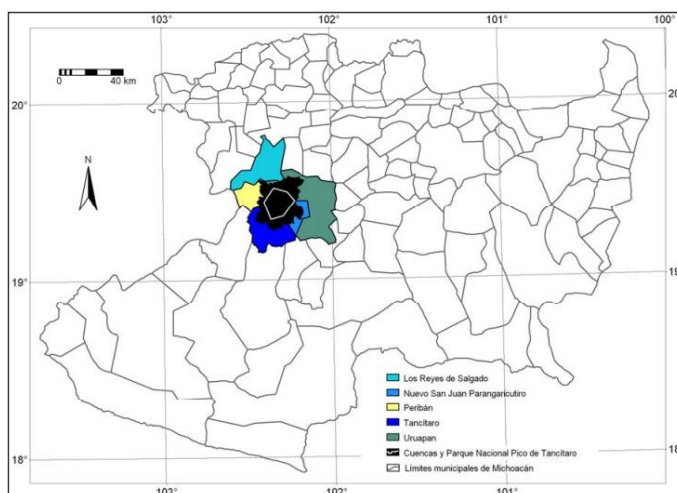 103° 102° 101° 100°
40 km
20° 20
N
19° 19
Los Reyes de Salgado
Nuevo San Juan Parangaricutiro
Peribán
Tancítaro
Uruapan
Cuencas y Parque Nacional Pico de Tancítaro
Límites municipales de Michoacán
18° 18
103° 102° 101°